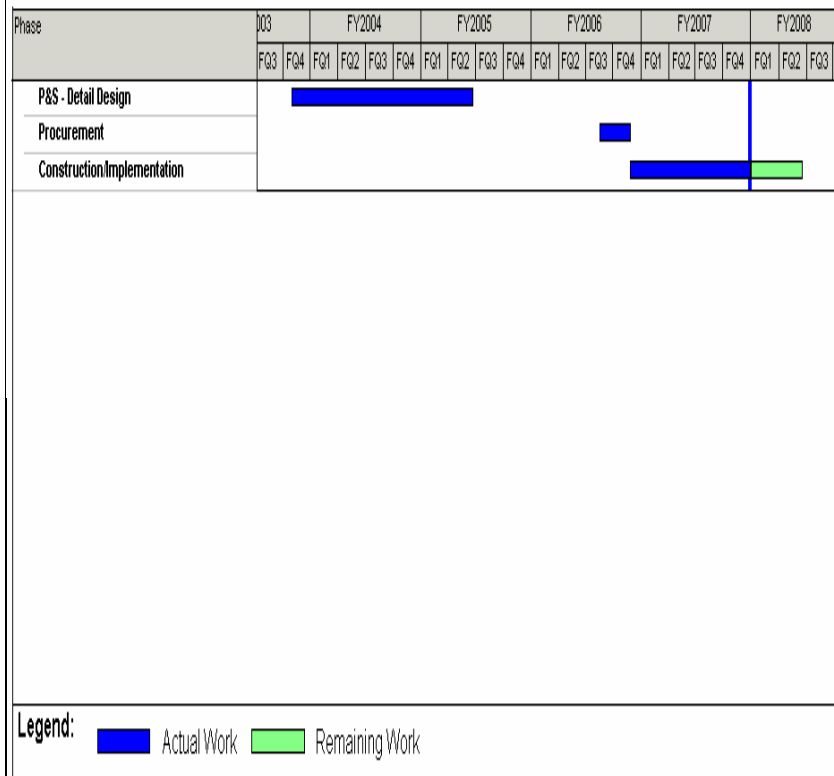 Phase 003 FY2004 FY2005 FY2006 FY2007 FY2008
FQ3 FQ4 FQ1 FQ2 FQ3 FQ4 FQ1 FQ2 FQ3 FQ4 FQ1 FQ2 FQ3 FQ4 FQ1 FQ2 FQ3 FQ4 FQ1 FQ2 FQ3
P&S - Detail Design
Procurement
Construction/Implementation
Legend: Actual Work Remaining Work